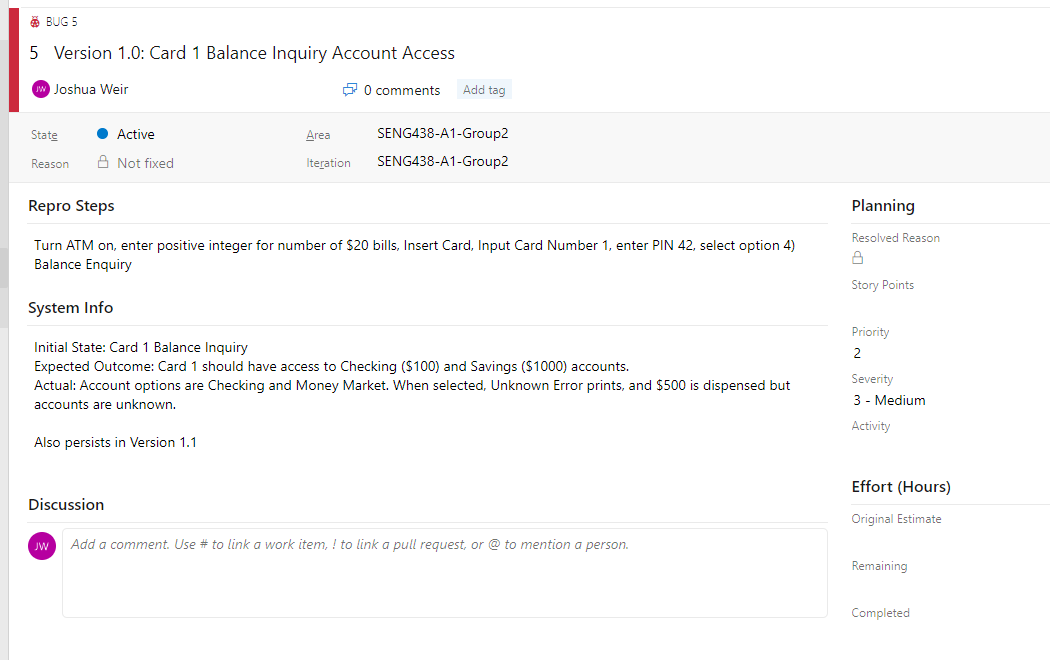 BUG 5
5 Version 1.0: Card 1 Balance Inquiry Account Access
JW Joshua Weir
0 comments
Add tag
State Active
Area SENG438-A1-Group2
Reason Not fixed
Iteration SENG438-A1-Group2
Repro Steps
Turn ATM on, enter positive integer for number of $20 bills, Insert Card, Input Card Number 1, enter PIN 42, select option 4)
Balance Enquiry
System Info
Initial State: Card 1 Balance Inquiry
Expected Outcome: Card 1 should have access to Checking ($100) and Savings ($1000) accounts.
Actual: Account options are Checking and Money Market. When selected, Unknown Error prints, and $500 is dispensed but
accounts are unknown.
Also persists in Version 1.1
Discussion
JW
Add a comment. Use # to link a work item, ! to link a pull request, or @ to mention a person.
Planning
Resolved Reason
Story Points
Priority
2
Severity
3 - Medium
Activity
Effort (Hours)
Original Estimate
Remaining
Completed